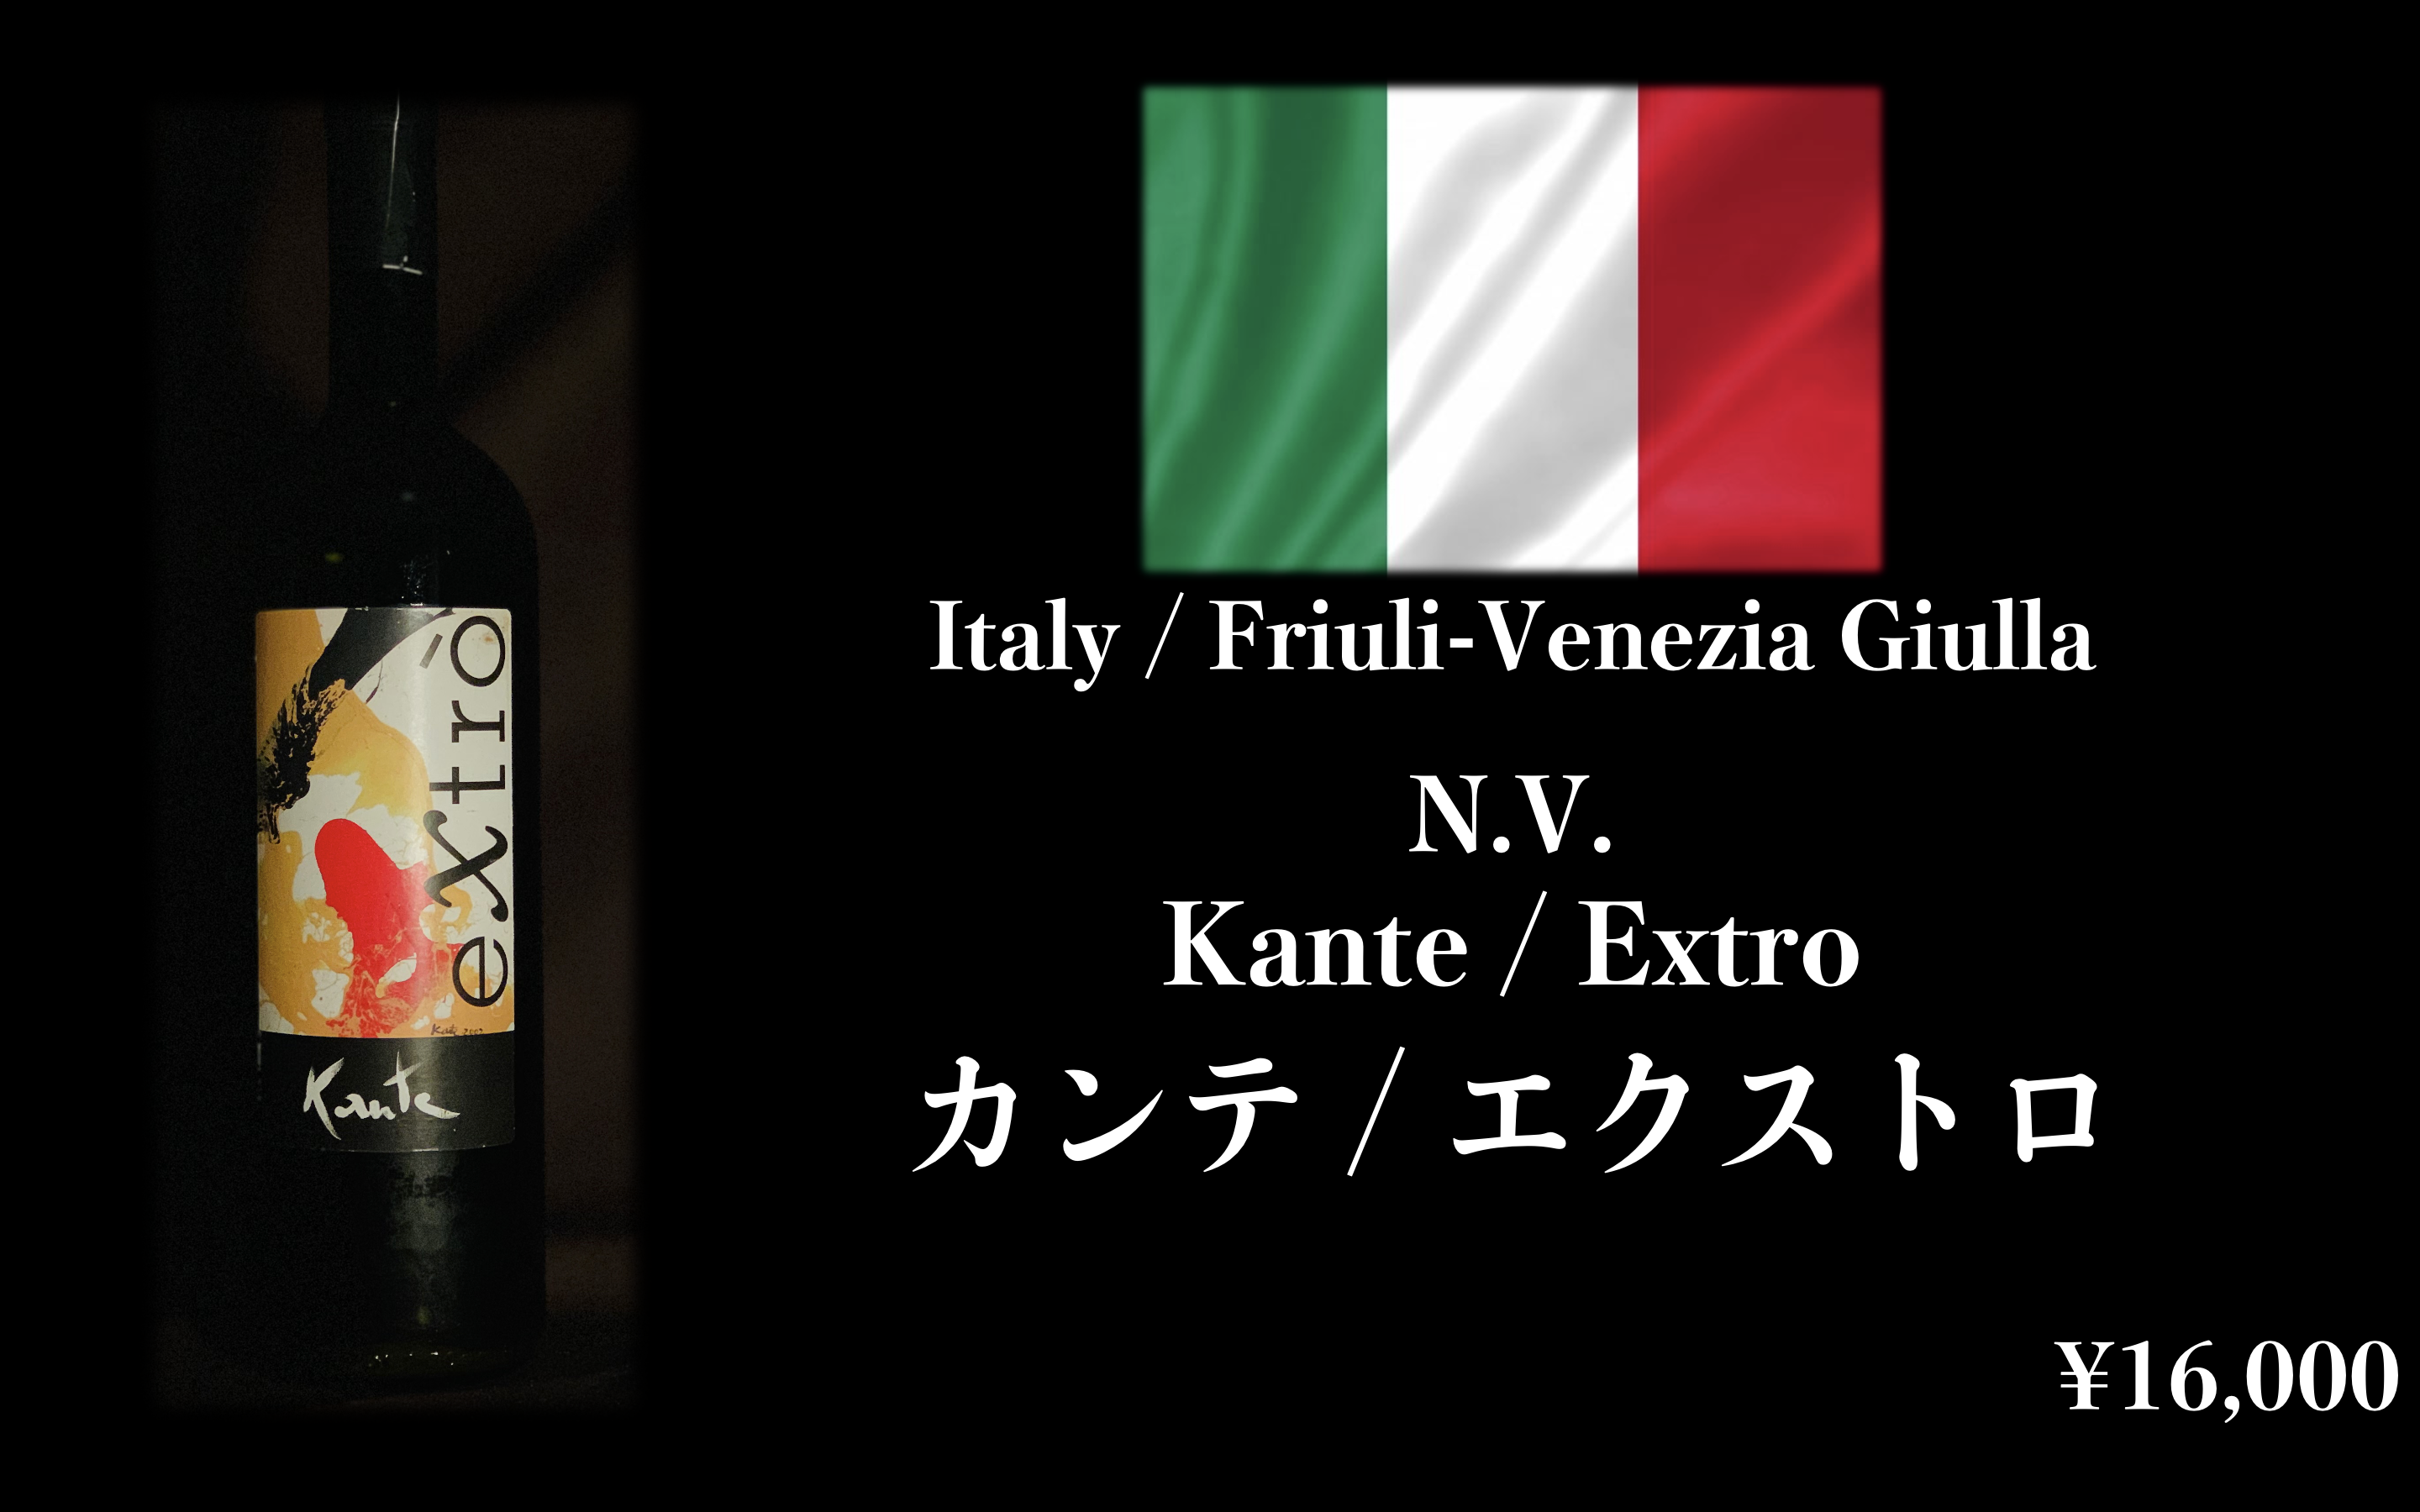 extrò
Kante
Italy / Friuli-Venezia Giulla
N.V.
Kante / Extro
カンテ / エクストロ
¥16,000